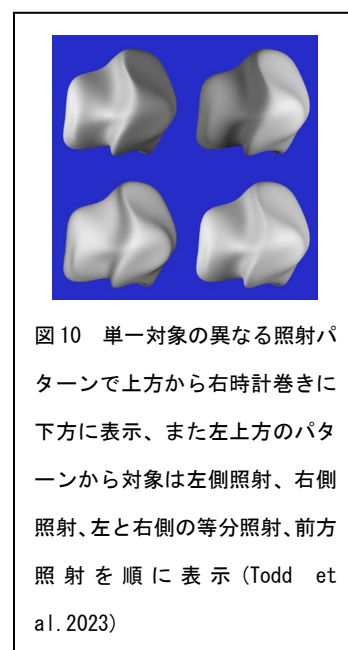 図10　単一対象の異なる照射パ
ターンで上方から右時計巻きに
下方に表示、また左上方のパタ
ーンから対象は左側照射、右側
照射､左と右側の等分照射､前方
照射を順に表示(Todd et
al.2023)